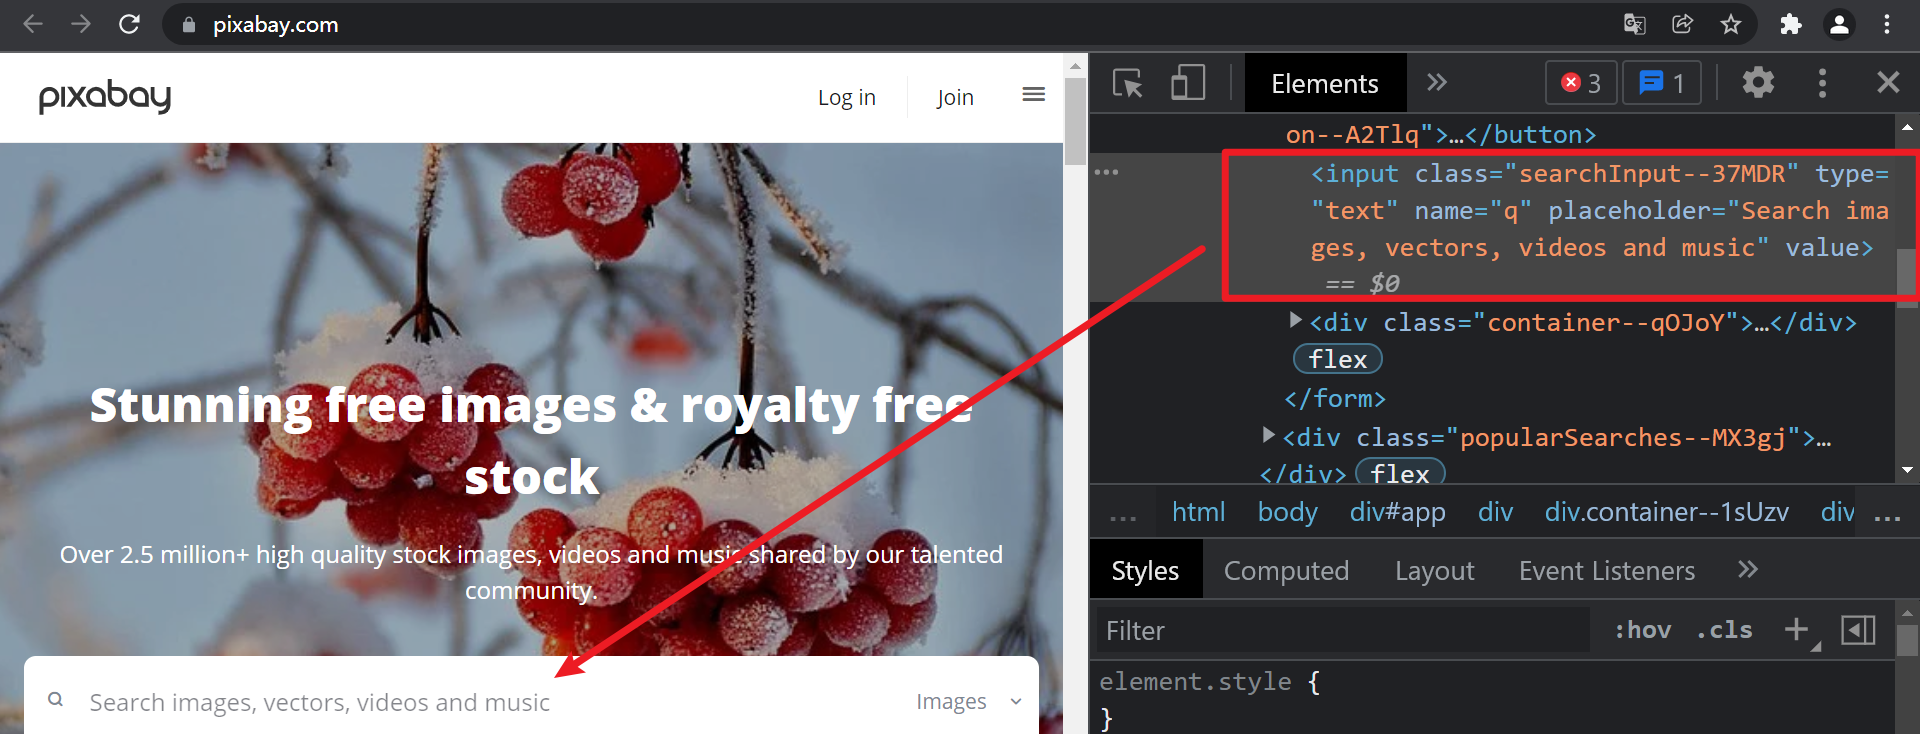 pixabay.com
pixabay
Log in
Join
Stunning free images & royalty free
stock
Over 2.5 million+ high quality stock images, videos and music shared by our talented
community.
Search images, vectors, videos and music
Images
Elements
3
1
on--A2Tlq">…</button>
<input class="searchInput--37MDR" type=
"text" name="q" placeholder="Search ima
ges, vectors, videos and music" value>
== $0
<div class="container--qOJoY">…</div>
flex
</form>
<div class="popularSearches--MX3gj">…
</div> flex
... html body div#app div div.container--1sUzv div ...
Styles Computed Layout Event Listeners
Filter :hov .cls
element.style {
}